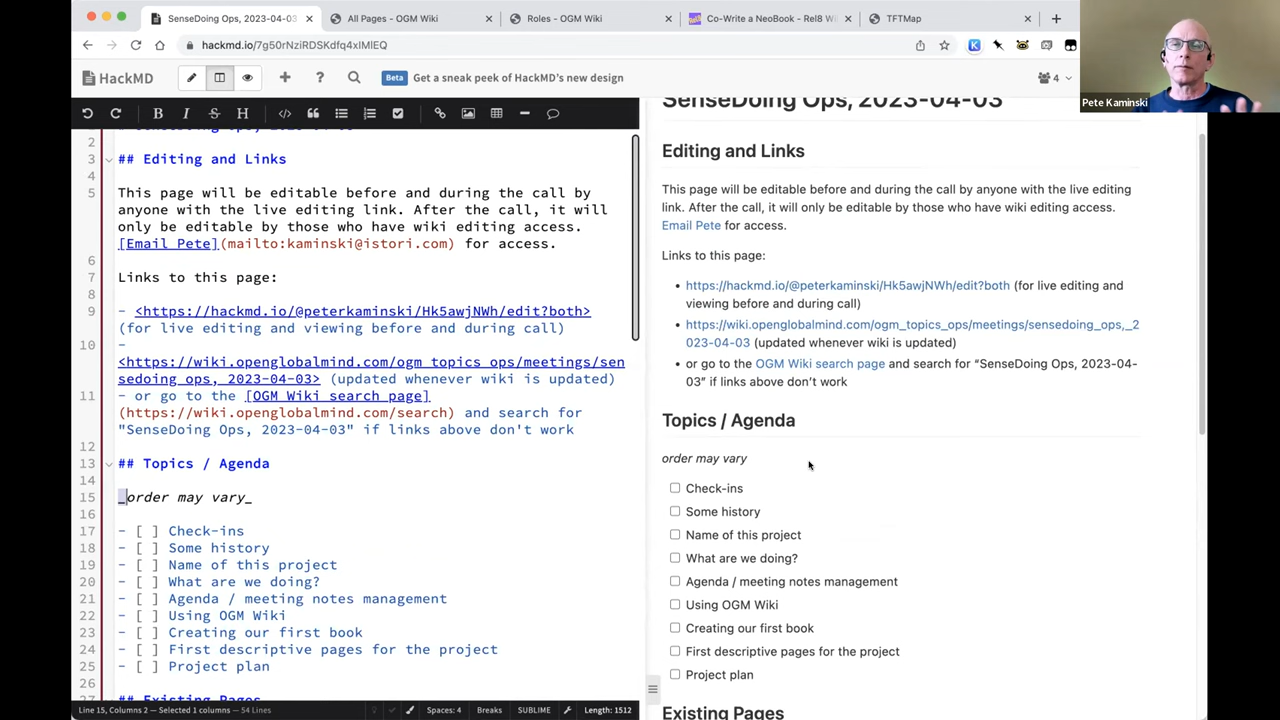 SenseDoing Ops, 2023-04-03
All Pages - OGM Wiki
Roles - OGM Wiki
Co-Write a NeoBook - Rel8 Wi
TFTMap
hackmd.io/7g50rNziRDSKdfq4xIMlEQ
HackMD
Beta
Get a sneak peek of HackMD's new design
4
Pete Kaminski
SenseDoing Ops, 2023-04-03
2
3 ## Editing and Links
4
5 This page will be editable before and during the call by
anyone with the live editing link. After the call, it will
only be editable by those who have wiki editing access.
[Email Pete](mailto:kaminski@istori.com) for access.
6
7 Links to this page:
8
9 - <https://hackmd.io/@peterkaminski/Hk5awjNWh/edit?both>
(for live editing and viewing before and during call)
10 -
<https://wiki.openglobalmind.com/ogm_topics_ops/meetings/sen
sedoing_ops,_2023-04-03> (updated whenever wiki is updated)
11 - or go to the [OGM Wiki search page]
(https://wiki.openglobalmind.com/search) and search for
"SenseDoing Ops, 2023-04-03" if links above don't work
12
13 ## Topics / Agenda
14
15 _order may vary_
16
17 - [ ] Check-ins
18 - [ ] Some history
19 - [ ] Name of this project
20 - [ ] What are we doing?
21 - [ ] Agenda / meeting notes management
22 - [ ] Using OGM Wiki
23 - [ ] Creating our first book
24 - [ ] First descriptive pages for the project
25 - [ ] Project plan
26
27 ## Existing Pages
Line 15, Columns 2 — Selected 1 columns — 54 Lines
Spaces: 4
Breaks
SUBLIME
Length: 1512
SenseDoing Ops, 2023-04-03
Editing and Links
This page will be editable before and during the call by anyone with the live editing
link. After the call, it will only be editable by those who have wiki editing access.
Email Pete for access.
Links to this page:
• https://hackmd.io/@peterkaminski/Hk5awjNWh/edit?both (for live editing and
viewing before and during call)
• https://wiki.openglobalmind.com/ogm_topics_ops/meetings/sensedoing_ops,_2
023-04-03 (updated whenever wiki is updated)
• or go to the OGM Wiki search page and search for “SenseDoing Ops, 2023-04-
03” if links above don’t work
Topics / Agenda
order may vary
Check-ins
Some history
Name of this project
What are we doing?
Agenda / meeting notes management
Using OGM Wiki
Creating our first book
First descriptive pages for the project
Project plan
Existing Pages